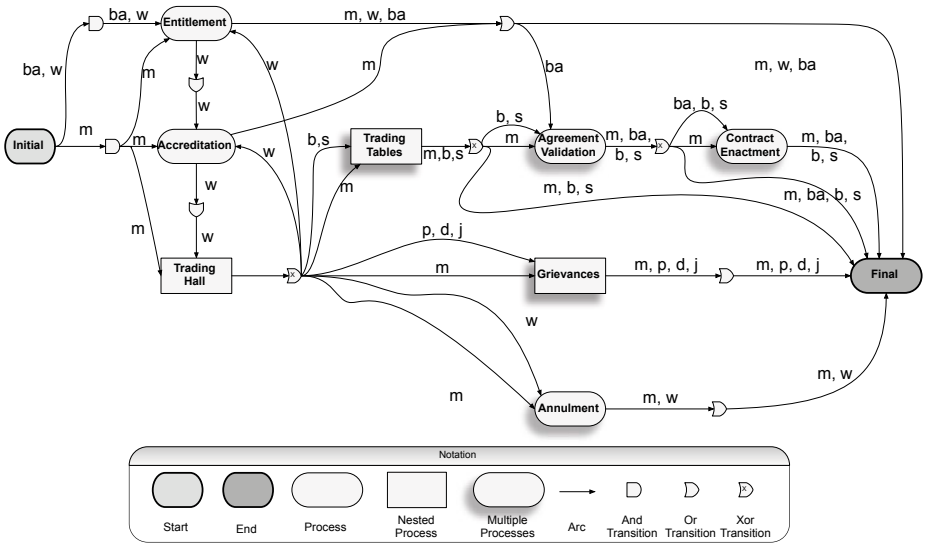 ba, w
Entitlement
m, w, ba
w
ba, w
m
w
m
ba
m, w, ba
w
b, s
ba, b, s
Initial
m
m
Accreditation
b,s
Trading
Tables
m,b,s
x
m
Agreement
Validation
m, ba,
b, s
x
m
Contract
Enactment
m, ba,
b, s
w
w
m
m, b, s
m, ba, b, s
m
w
p, d, j
Trading
Hall
x
m
Grievances
m, p, d, j
m, p, d, j
Final
w
m
Annulment
m, w
m, w
Notation
x
Start
End
Process
Nested
Process
Multiple
Processes
Arc
And
Transition
Or
Transition
Xor
Transition